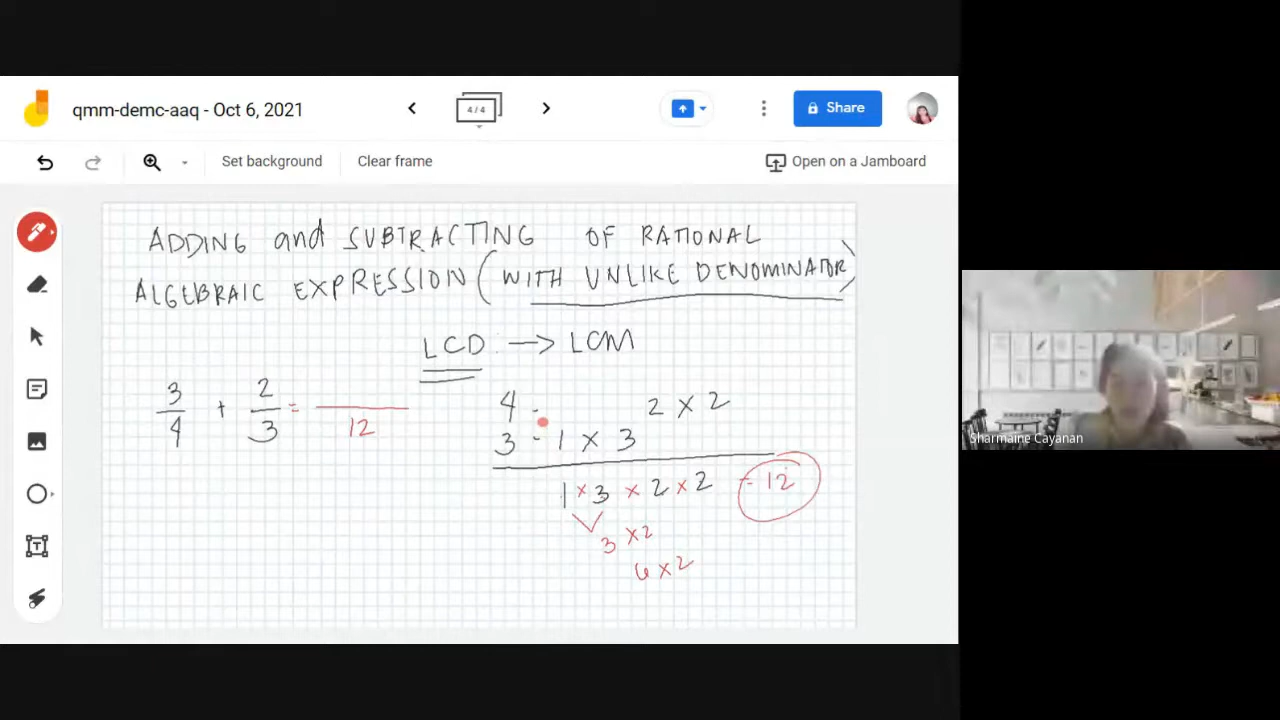 qmm-demc-aaq - Oct 6, 2021
4 / 4
Share
Set background
Clear frame
Open on a Jamboard
ADDING and SUBTRACTING OF RATIONAL
ALGEBRAIC EXPRESSION (WITH UNLIKE DENOMINATOR)
LCD → LCM
3/4 + 2/3 = /12
4 - 2 x 2
3 - 1 x 3
1 x 3 x 2 x 2 = 12
3 x2
6 x 2
Sharmaine Cayanan